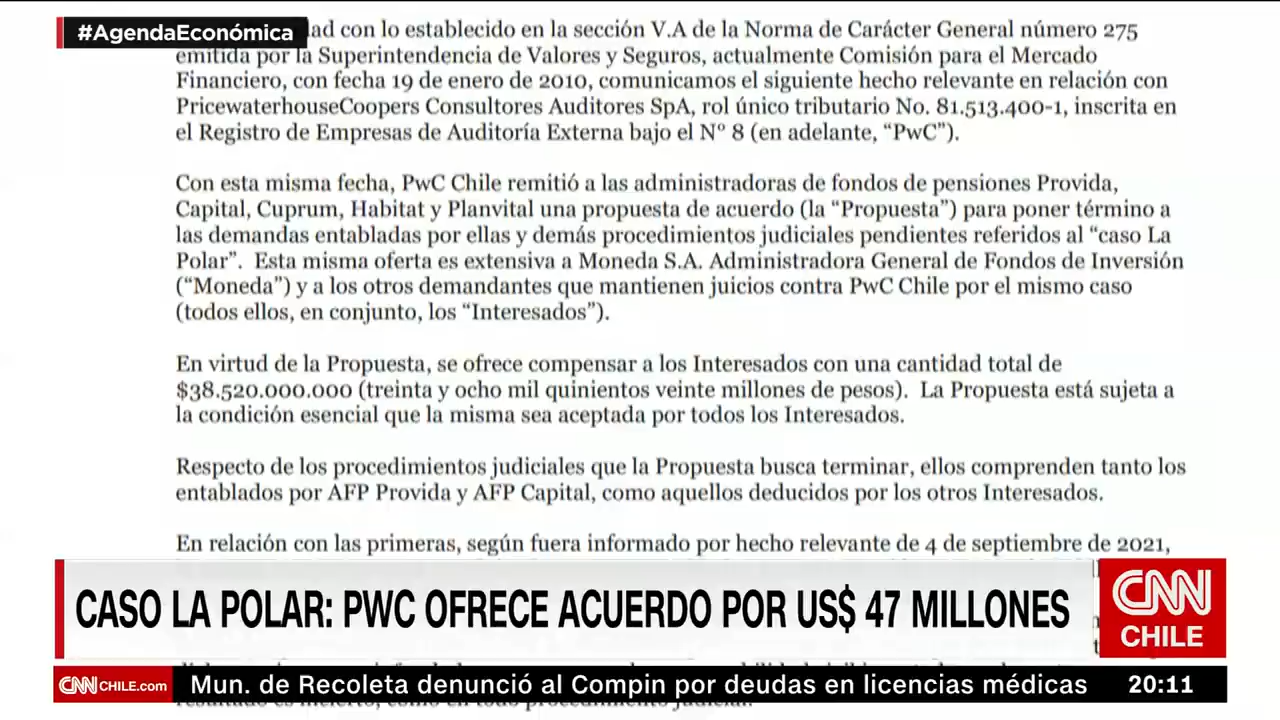 #AgendaEconómica
dad con lo establecido en la sección V.A de la Norma de Carácter General número 275
emitida por la Superintendencia de Valores y Seguros, actualmente Comisión para el Mercado
Financiero, con fecha 19 de enero de 2010, comunicamos el siguiente hecho relevante en relación con
PricewaterhouseCoopers Consultores Auditores SpA, rol único tributario No. 81.513.400-1, inscrita en
el Registro de Empresas de Auditoría Externa bajo el N° 8 (en adelante, “PwC”).
Con esta misma fecha, PwC Chile remitió a las administradoras de fondos de pensiones Provida,
Capital, Cuprum, Habitat y Planvital una propuesta de acuerdo (la “Propuesta”) para poner término a
las demandas entabladas por ellas y demás procedimientos judiciales pendientes referidos al “caso La
Polar”. Esta misma oferta es extensiva a Moneda S.A. Administradora General de Fondos de Inversión
(“Moneda”) y a los otros demandantes que mantienen juicios contra PwC Chile por el mismo caso
(todos ellos, en conjunto, los “Interesados”).
En virtud de la Propuesta, se ofrece compensar a los Interesados con una cantidad total de
$38.520.000.000 (treinta y ocho mil quinientos veinte millones de pesos). La Propuesta está sujeta a
la condición esencial que la misma sea aceptada por todos los Interesados.
Respecto de los procedimientos judiciales que la Propuesta busca terminar, ellos comprenden tanto los
entablados por AFP Provida y AFP Capital, como aquellos deducidos por los otros Interesados.
En relación con las primeras, según fuera informado por hecho relevante de 4 de septiembre de 2021,
CASO LA POLAR: PWC OFRECE ACUERDO POR US$ 47 MILLONES
CNN
CHILE
CNNCHILE.com
Mun. de Recoleta denunció al Compin por deudas en licencias médicas
20:11